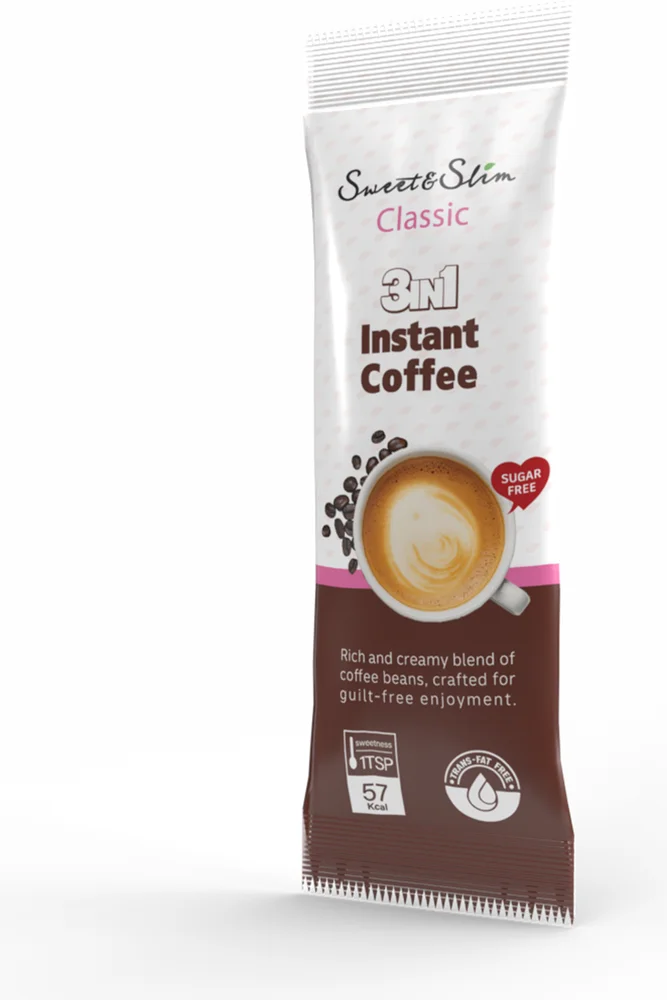 Sweet&Slim
Classic
3IN1
Instant
Coffee
SUGAR
FREE
Rich and creamy blend of
coffee beans, crafted for
guilt-free enjoyment.
sweetness
1TSP
57
Kcal
TRANS-FAT FREE